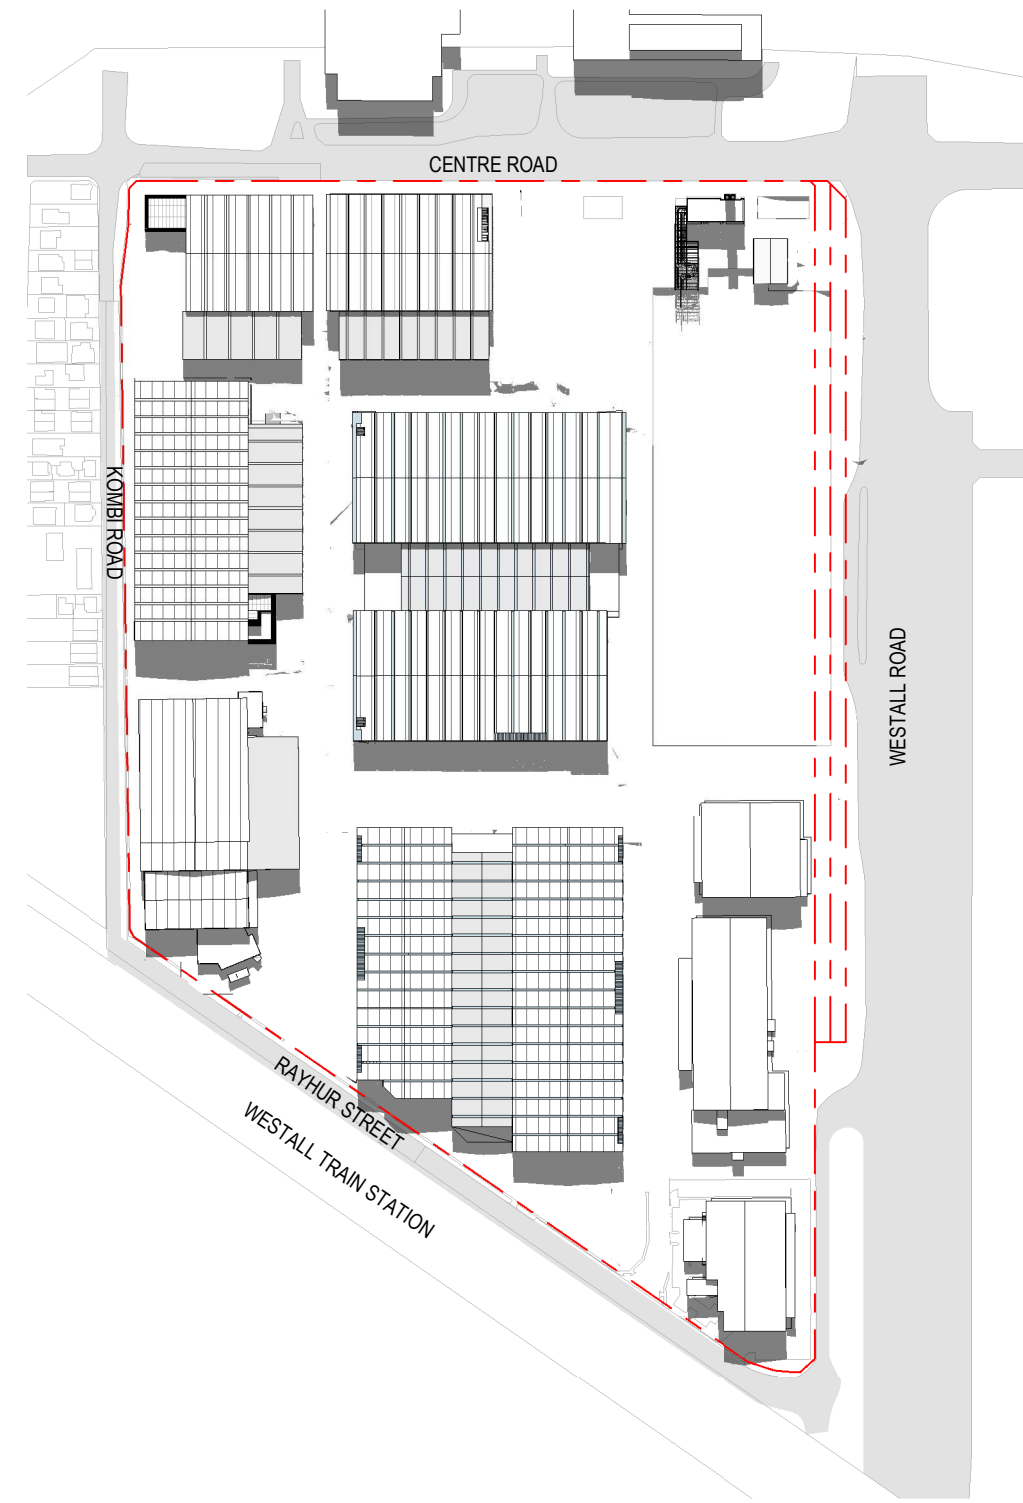 CENTRE ROAD
KOMBI ROAD
WESTALL ROAD
RAYHUR STREET
WESTALL TRAIN STATION